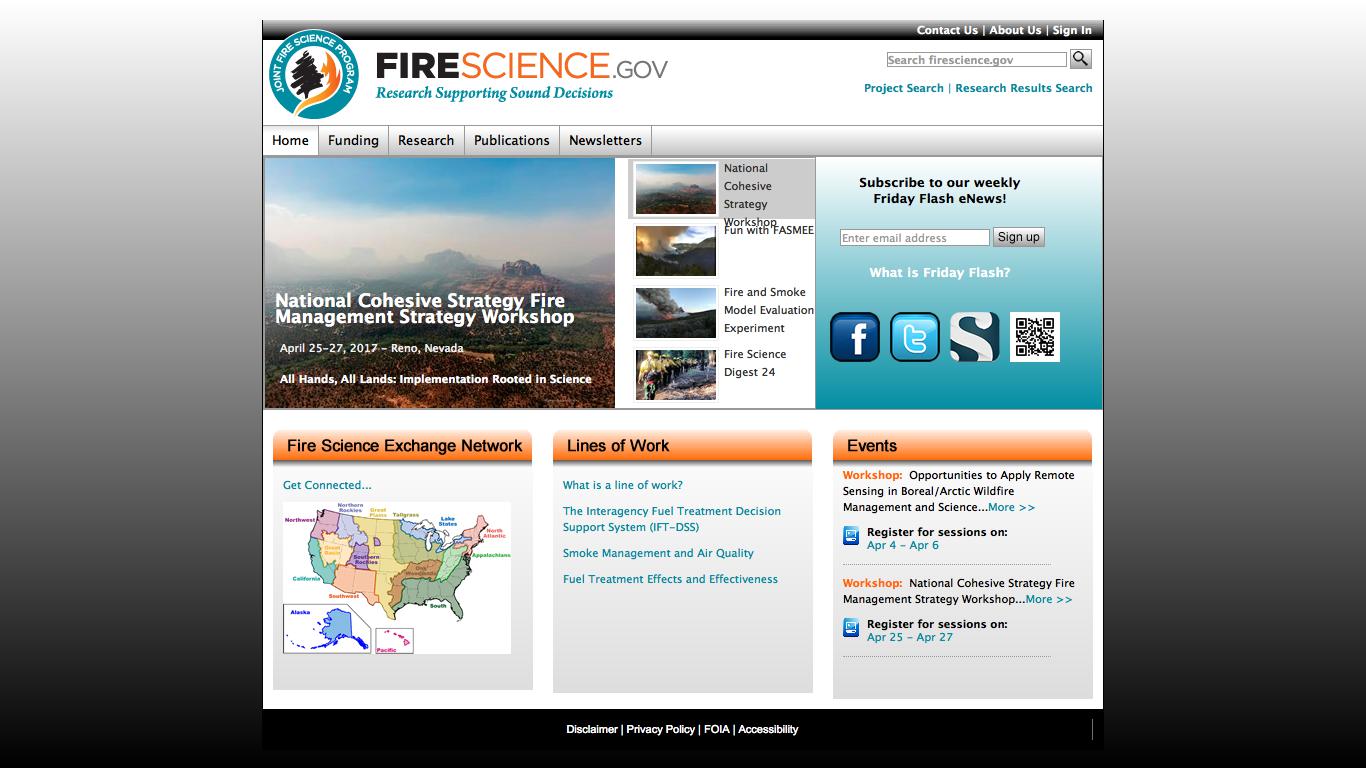 Contact Us | About Us | Sign In
JOINT FIRE SCIENCE PROGRAM
FIRESCIENCE.GOV
Research Supporting Sound Decisions
Search firescience.gov
Project Search | Research Results Search
Home
Funding
Research
Publications
Newsletters
National Cohesive Strategy Fire
Management Strategy Workshop
April 25-27, 2017 - Reno, Nevada
All Hands, All Lands: Implementation Rooted in Science
National
Cohesive
Strategy
Workshop
Fun with FASMEE
Fire and Smoke
Model Evaluation
Experiment
Fire Science
Digest 24
Subscribe to our weekly
Friday Flash eNews!
Enter email address
Sign up
What is Friday Flash?
Fire Science Exchange Network
Get Connected...
Northwest
Northern
Rockies
Great
Plains
Tallgrass
Lake
States
North
Atlantic
Great
Basin
Southern
Rockies
Oak
Woodlands
Appalachians
California
Southwest
South
Alaska
Pacific
Lines of Work
What is a line of work?
The Interagency Fuel Treatment Decision
Support System (IFT-DSS)
Smoke Management and Air Quality
Fuel Treatment Effects and Effectiveness
Events
Workshop: Opportunities to Apply Remote
Sensing in Boreal/Arctic Wildfire
Management and Science...More >>
Register for sessions on:
Apr 4 - Apr 6
Workshop: National Cohesive Strategy Fire
Management Strategy Workshop...More >>
Register for sessions on:
Apr 25 - Apr 27
Disclaimer | Privacy Policy | FOIA | Accessibility